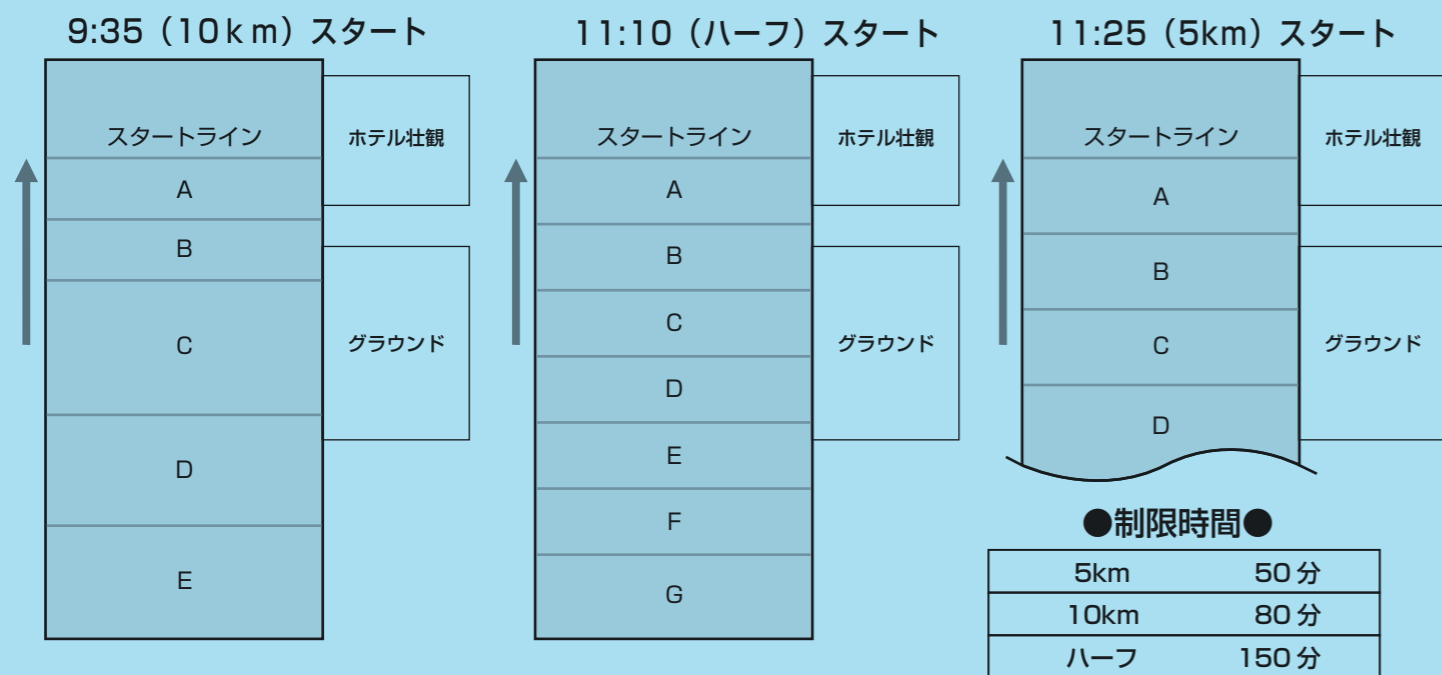 9:35（10ｋｍ）スタート
スタートライン
A
B
C
D
E
ホテル壮観
グラウンド
11:10（ハーフ）スタート
スタートライン
A
B
C
D
E
F
G
ホテル壮観
グラウンド
11:25（5km）スタート
スタートライン
A
B
C
D
ホテル壮観
グラウンド
●制限時間●
5km 50分
10km 80分
ハーフ 150分